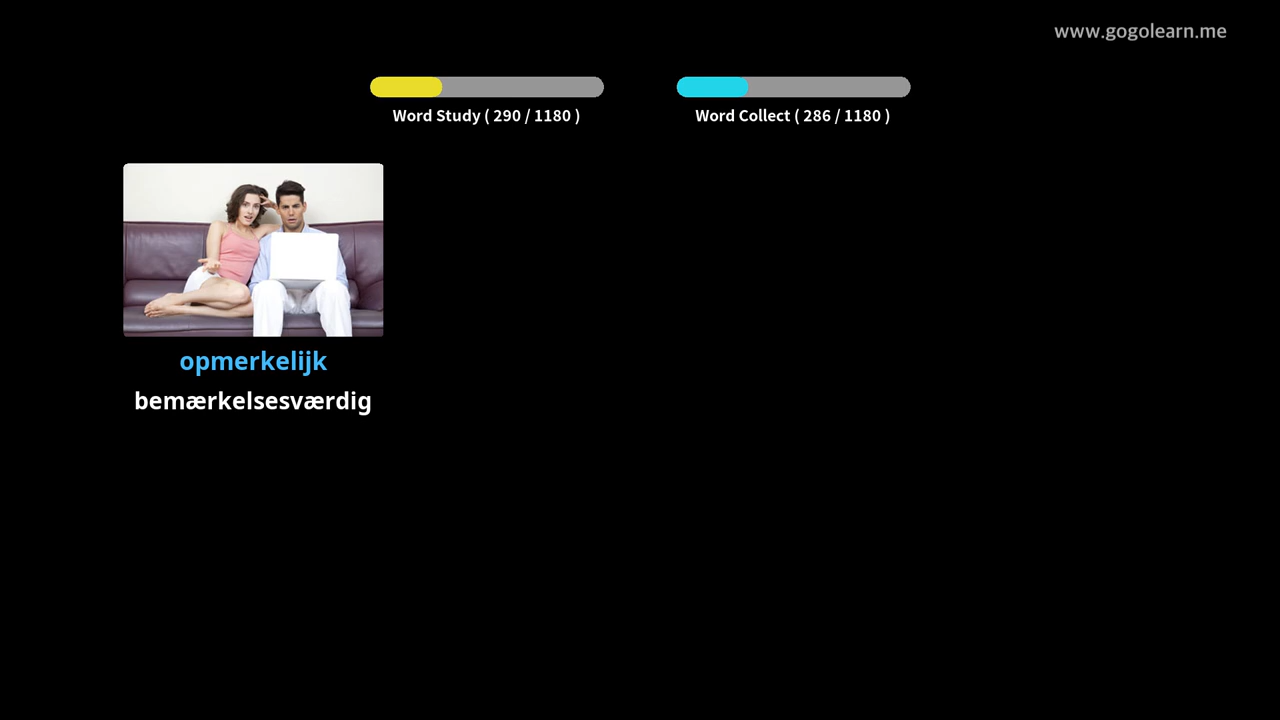 www.gogolearn.me
Word Study ( 290 / 1180 )
Word Collect ( 286 / 1180 )
opmerkelijk
bemærkelsesværdig